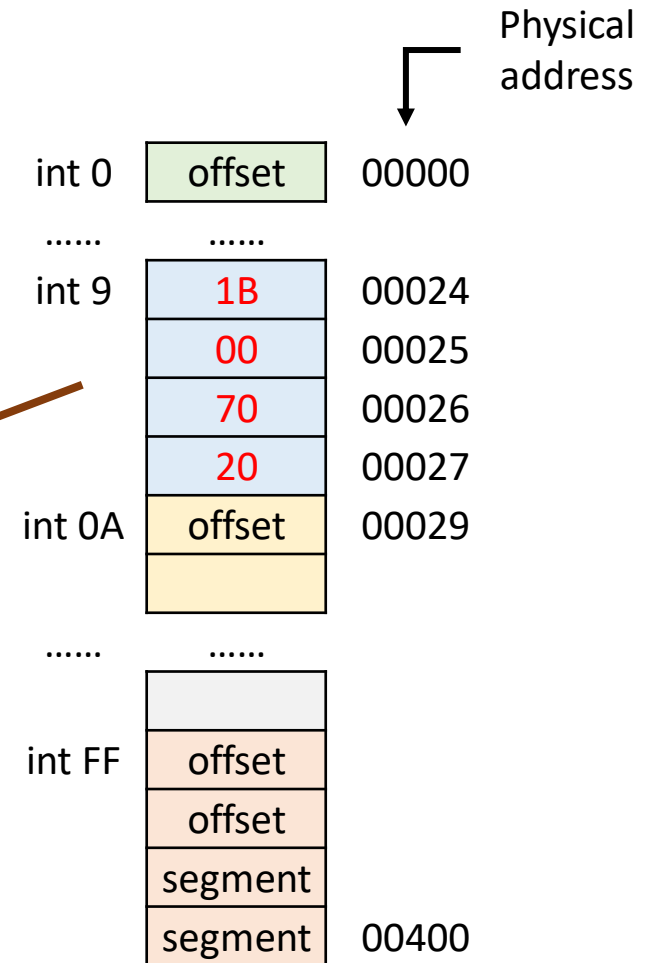 Physical
address
int 0 offset 00000
...... ......
int 9 1B 00024
00 00025
70 00026
20 00027
int 0A offset 00029
...... ......
int FF offset
offset
segment
segment 00400